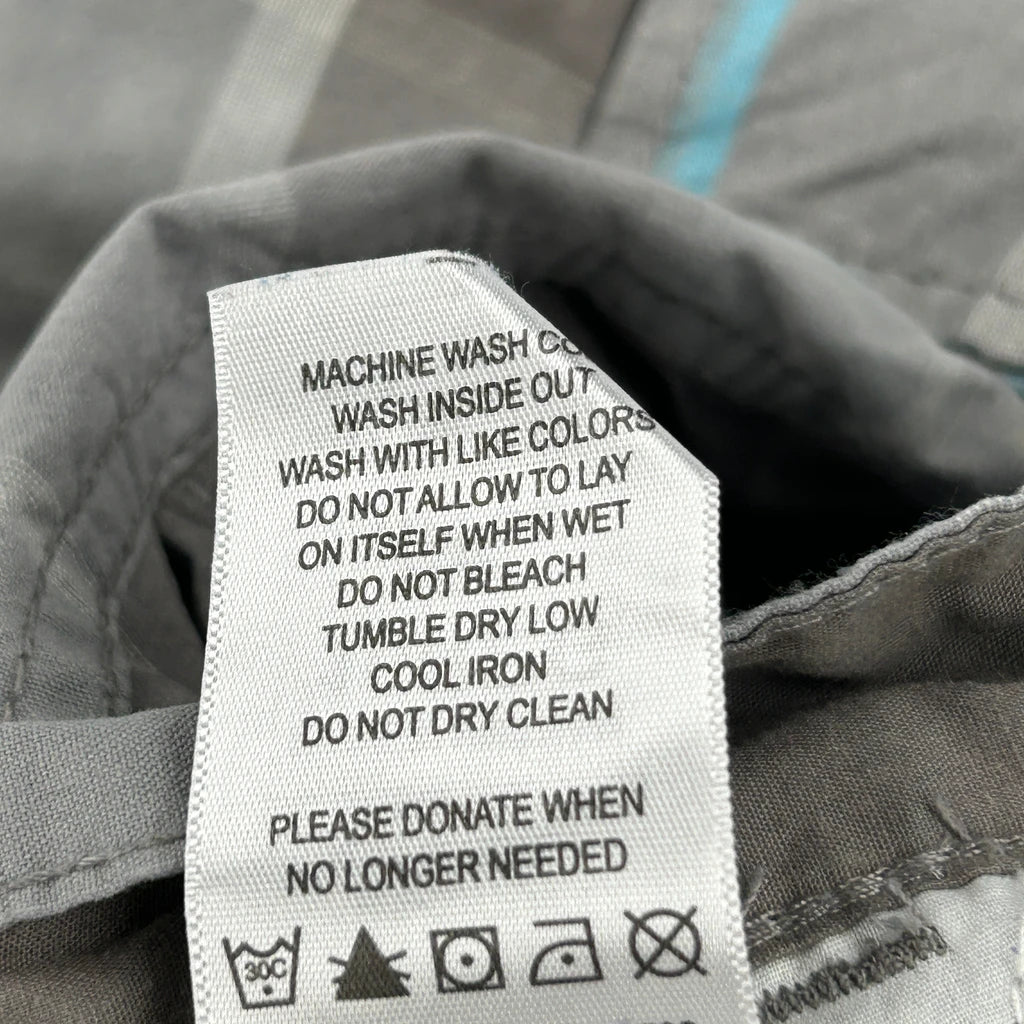 MACHINE WASH
WASH INSIDE OUT
WASH WITH LIKE COLORS
DO NOT ALLOW TO LAY
ON ITSELF WHEN WET
DO NOT BLEACH
TUMBLE DRY LOW
COOL IRON
DO NOT DRY CLEAN
PLEASE DONATE WHEN
NO LONGER NEEDED
30C